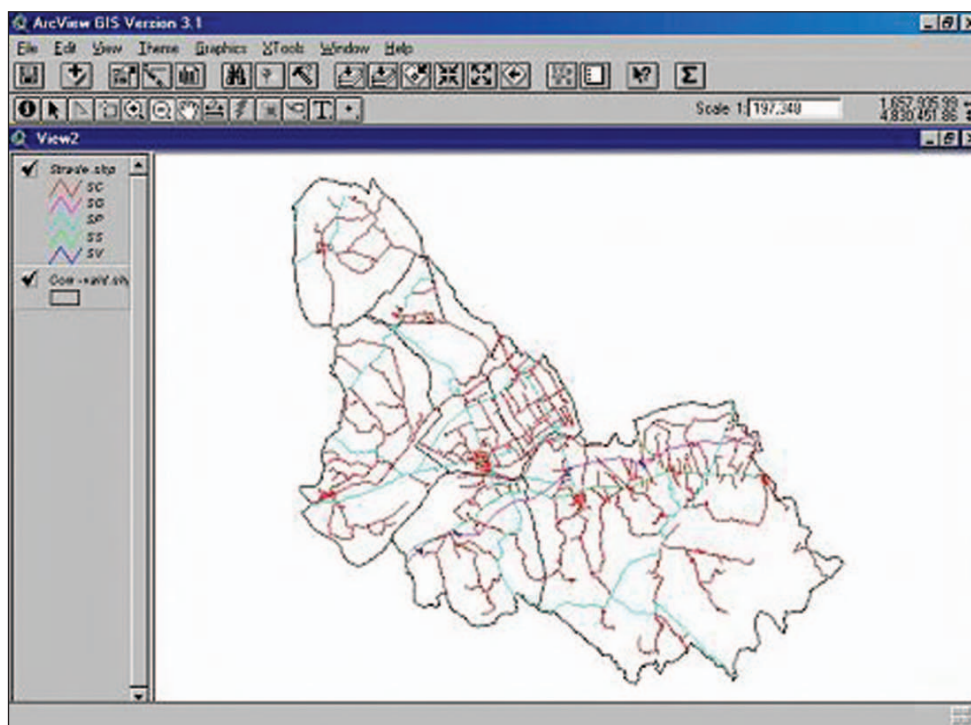 ArcView GIS Version 3.1
File Edit View Theme Graphics XTools Window Help
Scale 1: 197,348
View2
Strade.shp
SC
SG
SP
SS
SV